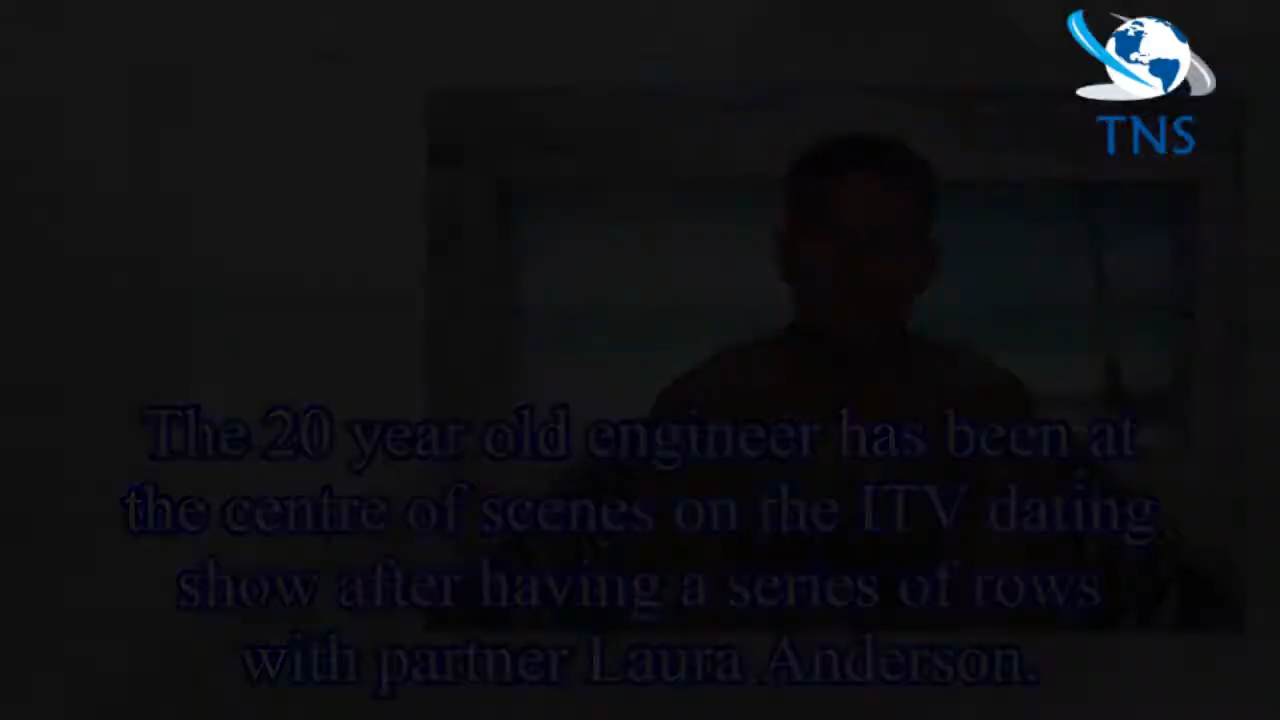 TNS
The 20 year old engineer has been at
the centre of scenes on the ITV dating
show after having a series of rows
with partner Laura Anderson.